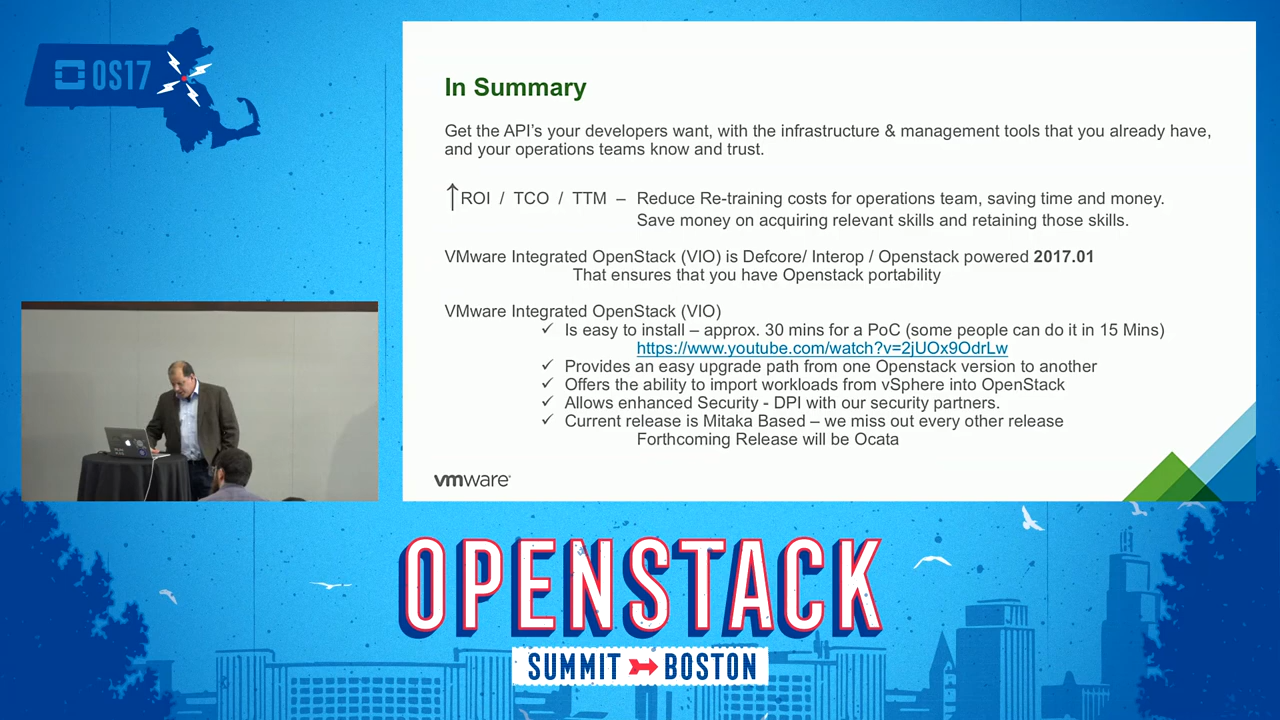 OS17
In Summary
Get the API's your developers want, with the infrastructure & management tools that you already have,
and your operations teams know and trust.
↑ROI / TCO / TTM – Reduce Re-training costs for operations team, saving time and money.
Save money on acquiring relevant skills and retaining those skills.
VMware Integrated OpenStack (VIO) is Defcore/ Interop / Openstack powered 2017.01
That ensures that you have Openstack portability
VMware Integrated OpenStack (VIO)
✓ Is easy to install – approx. 30 mins for a PoC (some people can do it in 15 Mins)
https://www.youtube.com/watch?v=2jUOx9OdrLw
✓ Provides an easy upgrade path from one Openstack version to another
✓ Offers the ability to import workloads from vSphere into OpenStack
✓ Allows enhanced Security - DPI with our security partners.
✓ Current release is Mitaka Based – we miss out every other release
Forthcoming Release will be Ocata
vmware
OPENSTACK
SUMMIT BOSTON